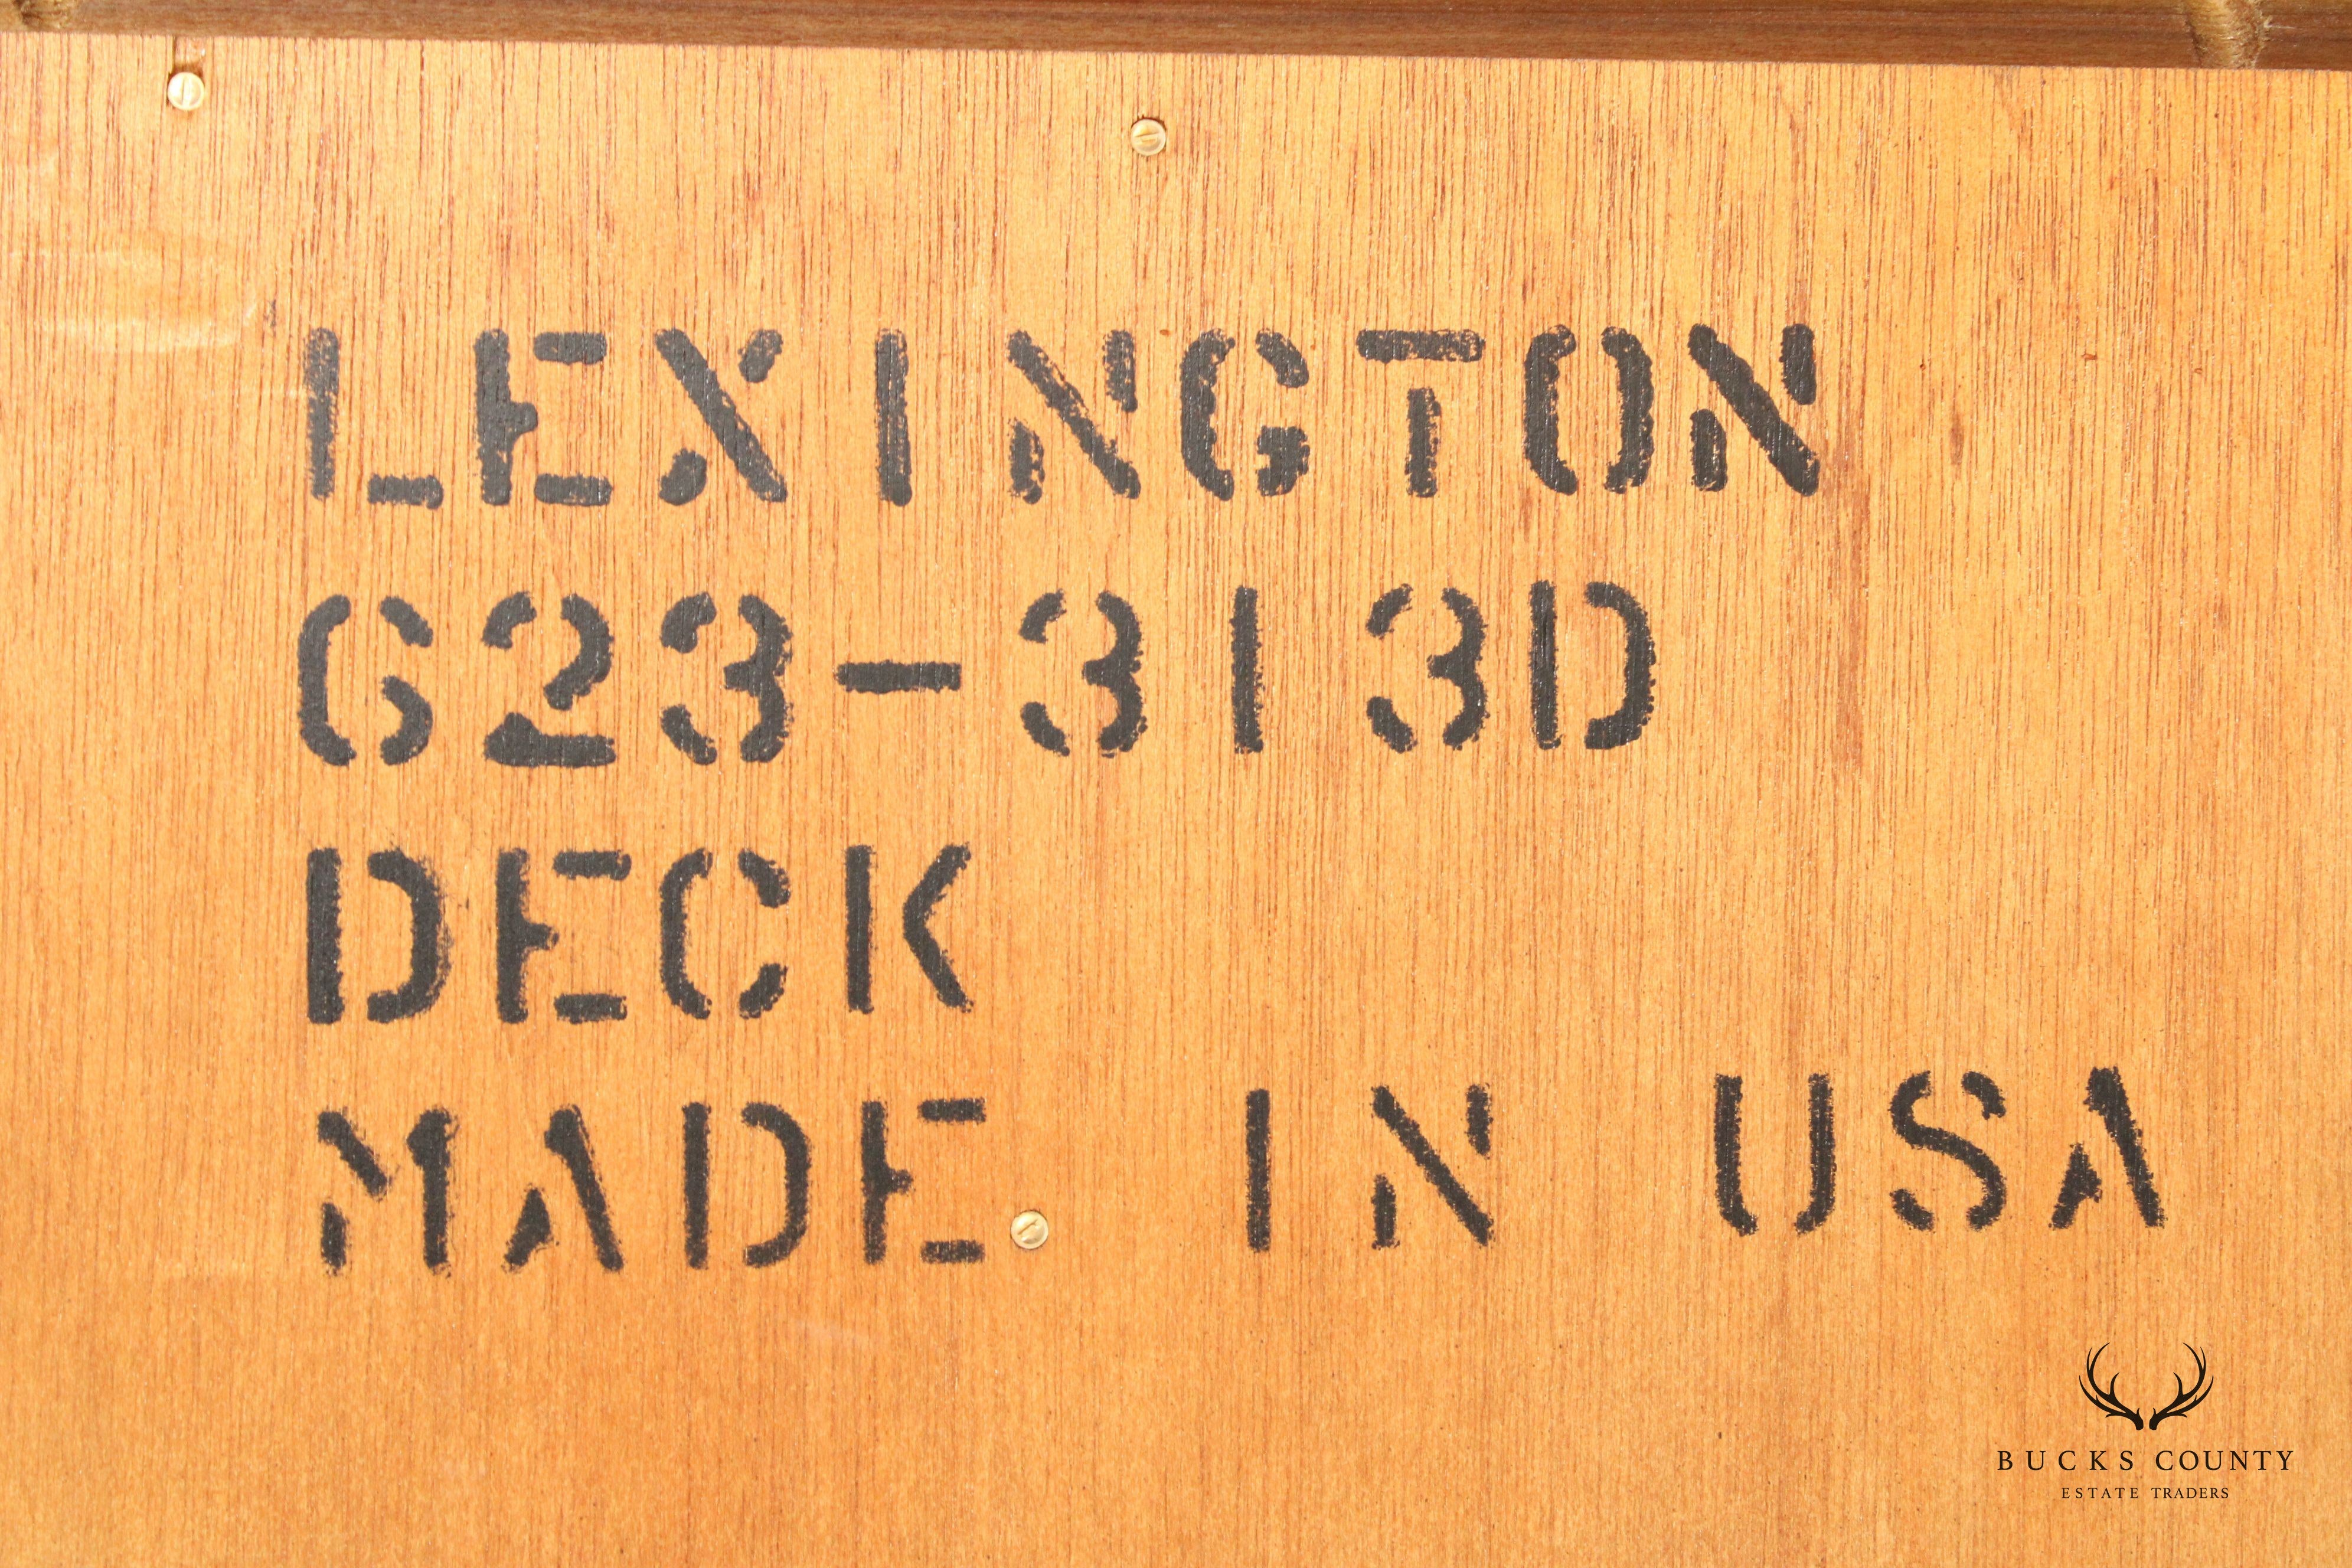 LEXINGTON
623-313D
DECK
MADE IN USA
BUCKS COUNTY
ESTATE TRADERS